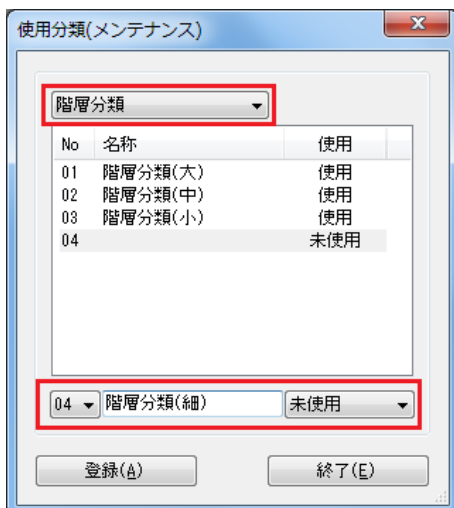 使用分類(メンテナンス)
階層分類
No 名称 使用
01 階層分類(大) 使用
02 階層分類(中) 使用
03 階層分類(小) 使用
04 未使用
04 階層分類(細) 未使用
登録(A) 終了(E)